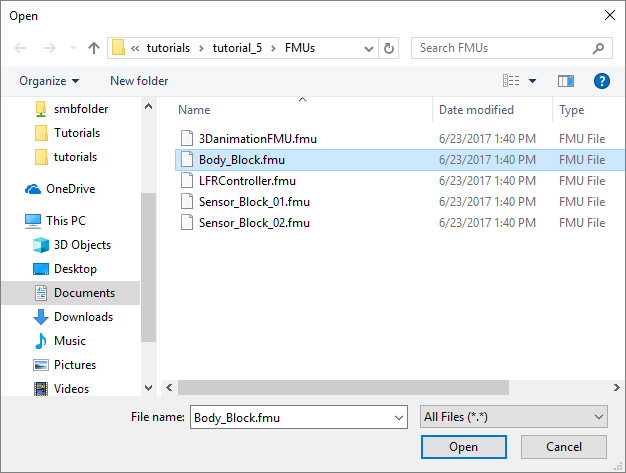 Open
« tutorials tutorial_5 FMUs Search FMUs
Organize New folder ?
Name Date modified Type
smbfolder
Tutorials
tutorials
OneDrive
This PC
3D Objects
Desktop
Documents
Downloads
Music
Pictures
Videos
3DanimationFMU.fmu 6/23/2017 1:40 PM FMU File
Body_Block.fmu 6/23/2017 1:40 PM FMU File
LFRController.fmu 6/23/2017 1:40 PM FMU File
Sensor_Block_01.fmu 6/23/2017 1:40 PM FMU File
Sensor_Block_02.fmu 6/23/2017 1:40 PM FMU File
File name: Body_Block.fmu All Files (*.*)
Open Cancel